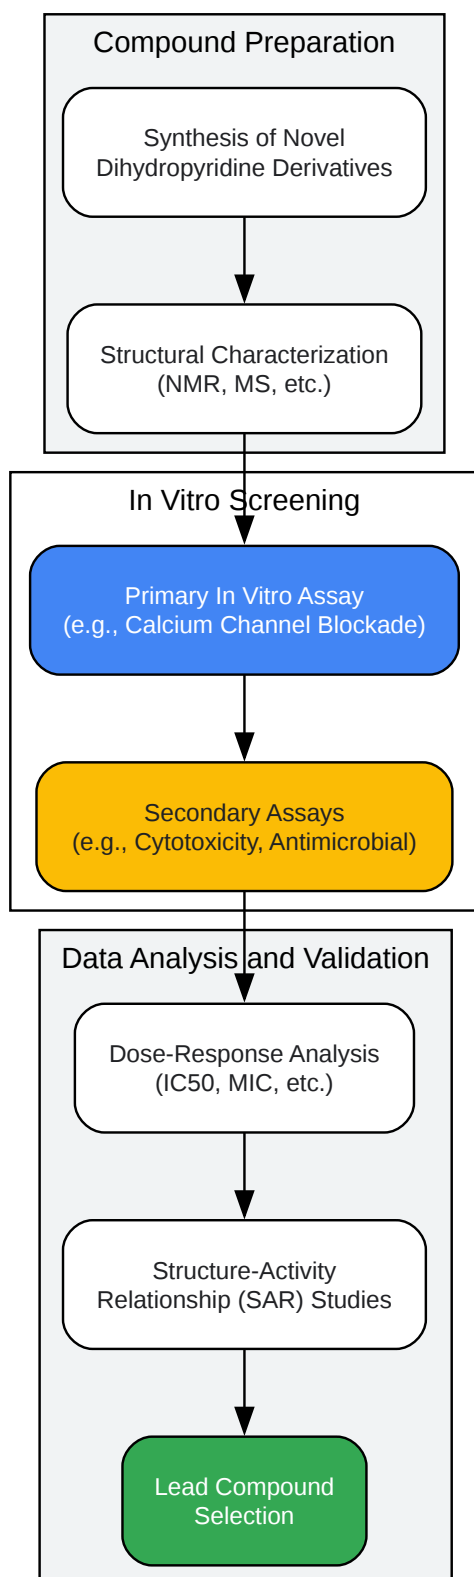 Compound Preparation
Synthesis of Novel
Dihydropyridine Derivatives
Structural Characterization
(NMR, MS, etc.)
In Vitro Screening
Primary In Vitro Assay
(e.g., Calcium Channel Blockade)
Secondary Assays
(e.g., Cytotoxicity, Antimicrobial)
Data Analysis and Validation
Dose-Response Analysis
(IC50, MIC, etc.)
Structure-Activity
Relationship (SAR) Studies
Lead Compound
Selection